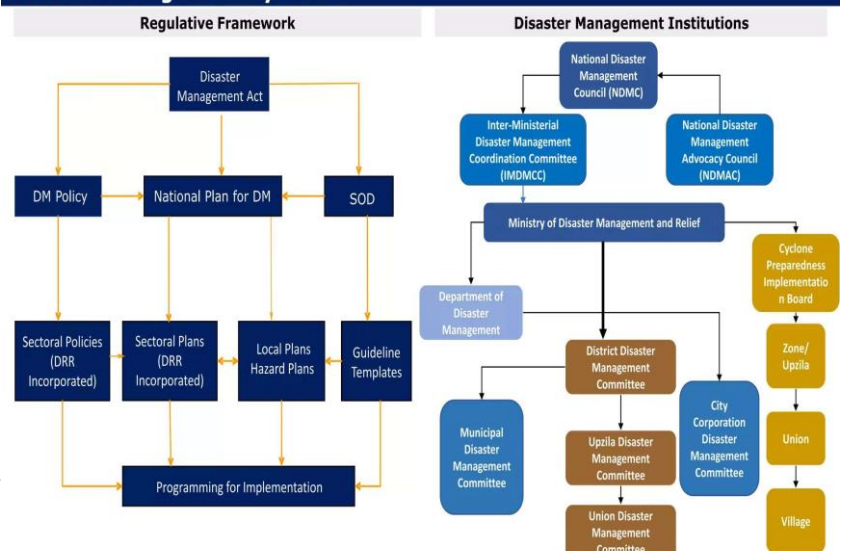 Regulative Framework
Disaster
Management Act
DM Policy
National Plan for DM
SOD
Sectoral Policies
(DRR
Incorporated)
Sectoral Plans
(DRR
Incorporated)
Local Plans
Hazard Plans
Guideline
Templates
Programming for Implementation
Disaster Management Institutions
National Disaster
Management
Council (NDMC)
Inter-Ministerial
Disaster Management
Coordination Committee
(IMDMCC)
National Disaster
Management
Advocacy Council
(NDMAC)
Ministry of Disaster Management and Relief
Cyclone
Preparedness
Implementatio
n Board
Department of
Disaster
Management
District Disaster
Management
Committee
Zone/
Upzila
Municipal
Disaster
Management
Committee
Upzila Disaster
Management
Committee
City
Corporation
Disaster
Management
Committee
Union
Union Disaster
Management
Committee
Village